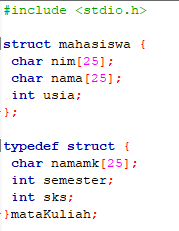 #include <stdio.h>
struct mahasiswa {
char nim[25];
char nama[25];
int usia;
};
typedef struct {
char namamk[25];
int semester;
int sks;
}mataKuliah;